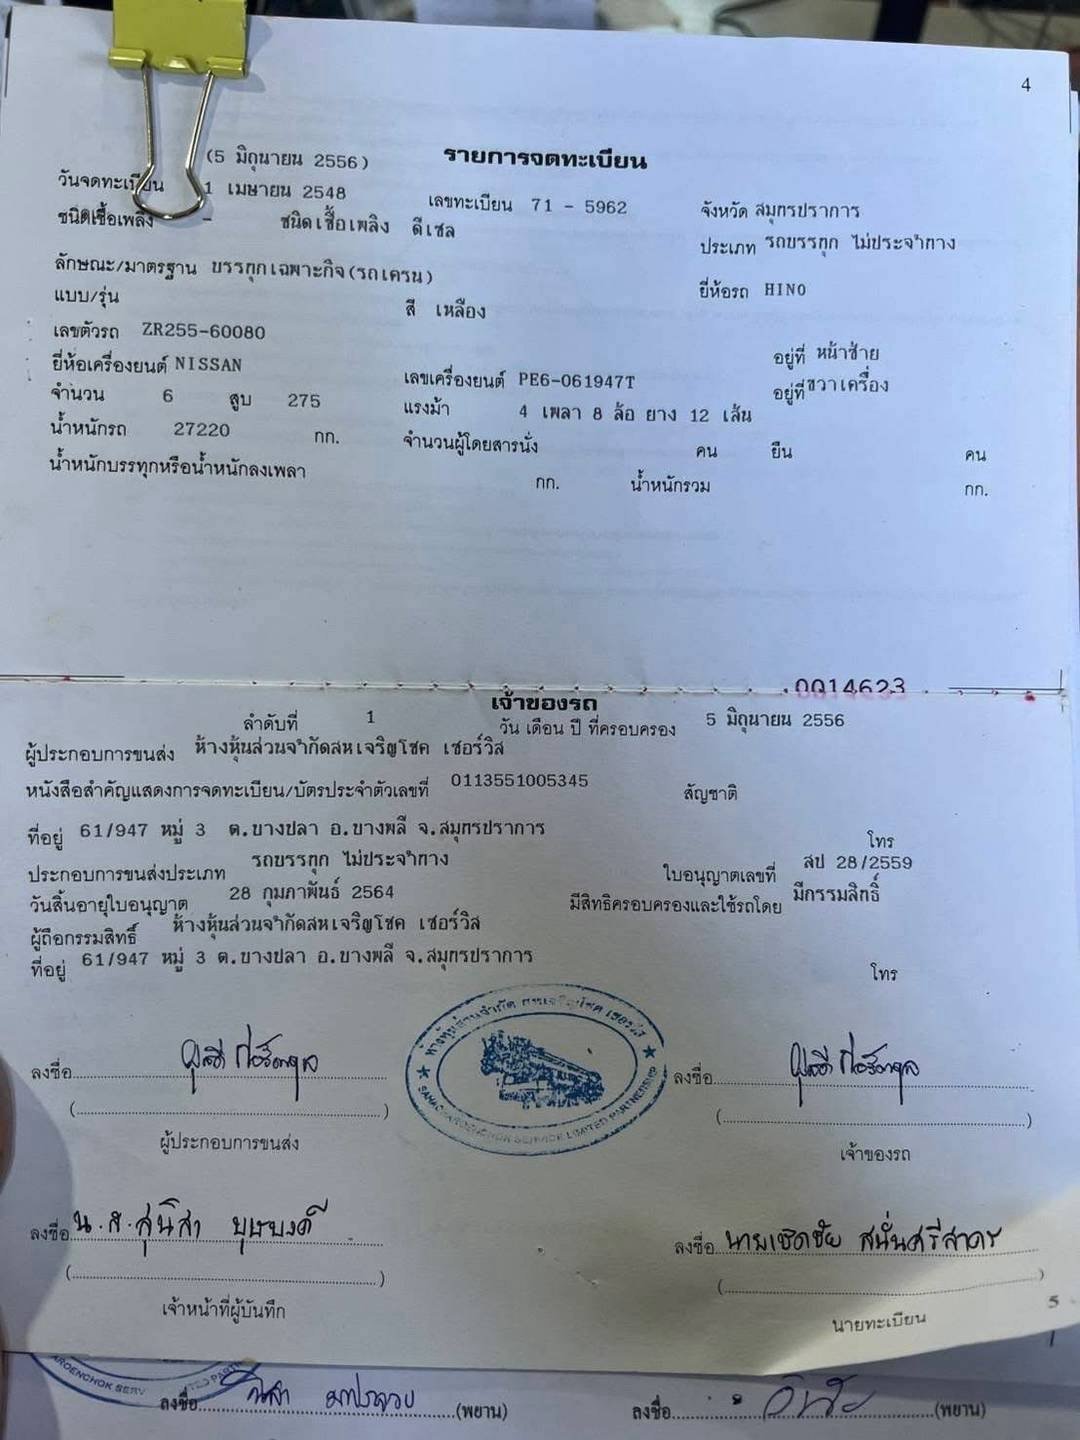 4
(5 มิถุนายน 2556) รายการจดทะเบียน
วันจดทะเบียน 1 เมษายน 2548 เลขทะเบียน 71 - 5962 จังหวัด สมุทรปราการ
ชนิดเชื้อเพลิง - ชนิดเชื้อเพลิง ดีเซล ประเภท รถบรรทุก ไม่ประจำทาง
ลักษณะ/มาตรฐาน บรรทุกเฉพาะกิจ(รถเครน) ยี่ห้อรถ HINO
แบบ/รุ่น สี เหลือง
เลขตัวรถ ZR255-60080 อยู่ที่ หน้าซ้าย
ยี่ห้อเครื่องยนต์ NISSAN เลขเครื่องยนต์ PE6-061947T อยู่ที่ ขวาเครื่อง
จำนวน 6 สูบ 275 แรงม้า 4 เพลา 8 ล้อ ยาง 12 เส้น
น้ำหนักรถ 27220 กก. จำนวนผู้โดยสารนั่ง คน ยืน คน
น้ำหนักบรรทุกหรือน้ำหนักลงเพลา กก. น้ำหนักรวม กก.
0014623
เจ้าของรถ
ลำดับที่ 1 วัน เดือน ปี ที่ครอบครอง 5 มิถุนายน 2556
ผู้ประกอบการขนส่ง ห้างหุ้นส่วนจำกัดสหเจริญโชค เซอร์วิส
หนังสือสำคัญแสดงการจดทะเบียน/บัตรประจำตัวเลขที่ 0113551005345 สัญชาติ
ที่อยู่ 61/947 หมู่ 3 ต.บางปลา อ.บางพลี จ.สมุทรปราการ โทร
ประกอบการขนส่งประเภท รถบรรทุก ไม่ประจำทาง ใบอนุญาตเลขที่ สป 28/2559
วันสิ้นอายุใบอนุญาต 28 กุมภาพันธ์ 2564 มีสิทธิครอบครองและใช้รถโดย มีกรรมสิทธิ์
ผู้ถือกรรมสิทธิ์ ห้างหุ้นส่วนจำกัดสหเจริญโชค เซอร์วิส
ที่อยู่ 61/947 หมู่ 3 ต.บางปลา อ.บางพลี จ.สมุทรปราการ โทร
ห้างหุ้นส่วนจำกัด สหเจริญโชค เซอร์วิส
SAHACHAROENCHOK SERVICE LIMITED PARTNERSHIP
ลงชื่อ ลงชื่อ
(....) (....)
ผู้ประกอบการขนส่ง เจ้าของรถ
ลงชื่อ น.ส.สุนิสา บุษบงค์ ลงชื่อ นายเชิดชัย สนั่นศรีสาคร
(....) (....)
เจ้าหน้าที่ผู้บันทึก นายทะเบียน
5
AROENCHOK SERV TED PART
ลงชื่อ (พยาน) ลงชื่อ (พยาน)